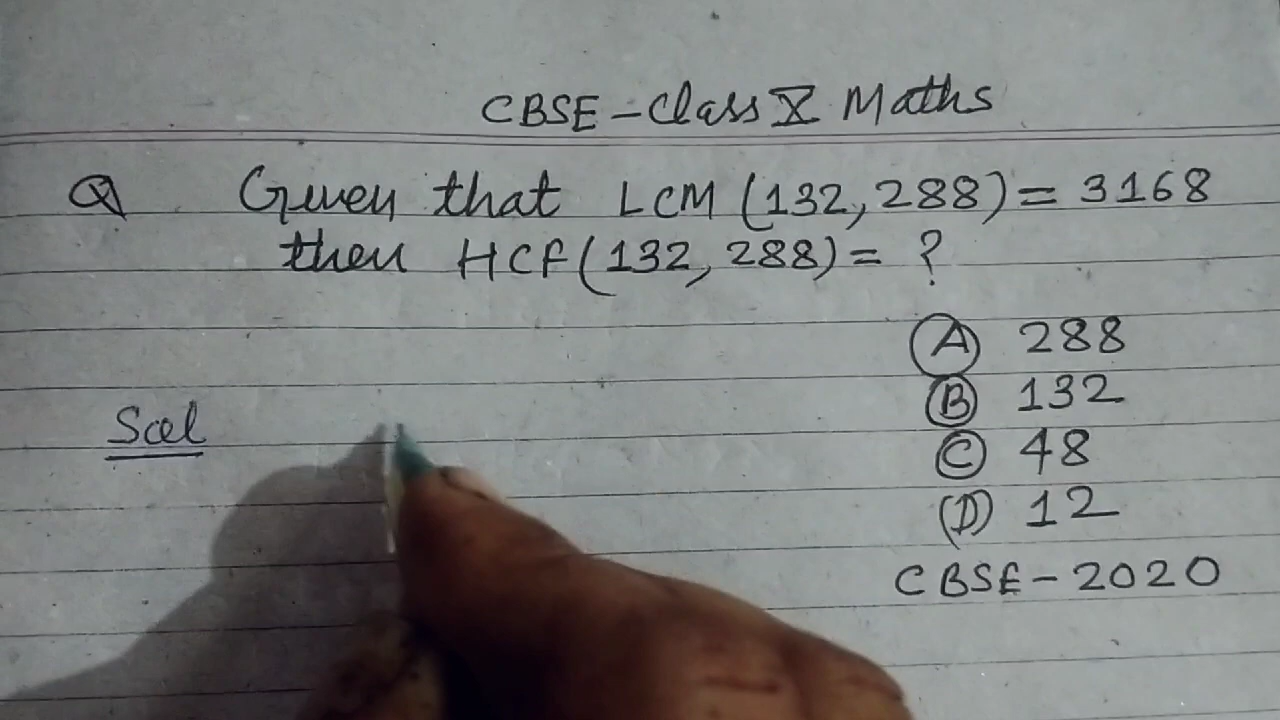 CBSE - Class X Maths
Q Given that LCM (132, 288) = 3168
then HCF (132, 288) = ?
(A) 288
(B) 132
(C) 48
Sol
(D) 12
CBSE - 2020